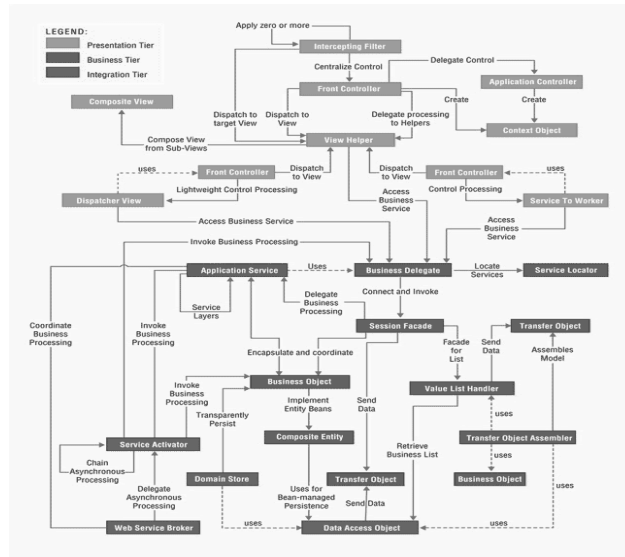 LEGEND:
Presentation Tier
Business Tier
Integration Tier
Apply zero or more
Intercepting Filter
Centralize Control
Delegate Control
Front Controller
Application Controller
Composite View
Create
Create
Dispatch to
target View
Dispatch to
View
Delegate processing
to Helpers
Context Object
Compose View
from Sub-Views
View Helper
uses
Front Controller
Dispatch
to View
Dispatch
to View
Front Controller
uses
Lightweight Control Processing
Control Processing
Dispatcher View
Access
Business
Service
Service To Worker
Access Business Service
Access
Business
Service
Invoke Business Processing
Application Service
Uses
Business Delegate
Locate
Services
Service Locator
Service
Layers
Delegate
Business
Processing
Connect and Invoke
Coordinate
Business
Processing
Invoke
Business
Processing
Session Facade
Transfer Object
Encapsulate and coordinate
Facade
for
List
Send
Data
Assembles
Model
Business Object
Value List Handler
Invoke
Business
Processing
Implement
Entity Beans
Send
Data
Transparently
Persist
uses
Service Activator
Composite Entity
Transfer Object Assembler
Retrieve
Business List
uses
Chain
Asynchronous
Processing
Domain Store
Transfer Object
Business Object
uses
Delegate
Asynchronous
Processing
Uses for
Bean-managed
Persistence
Send Data
Web Service Broker
uses
Data Access Object
uses